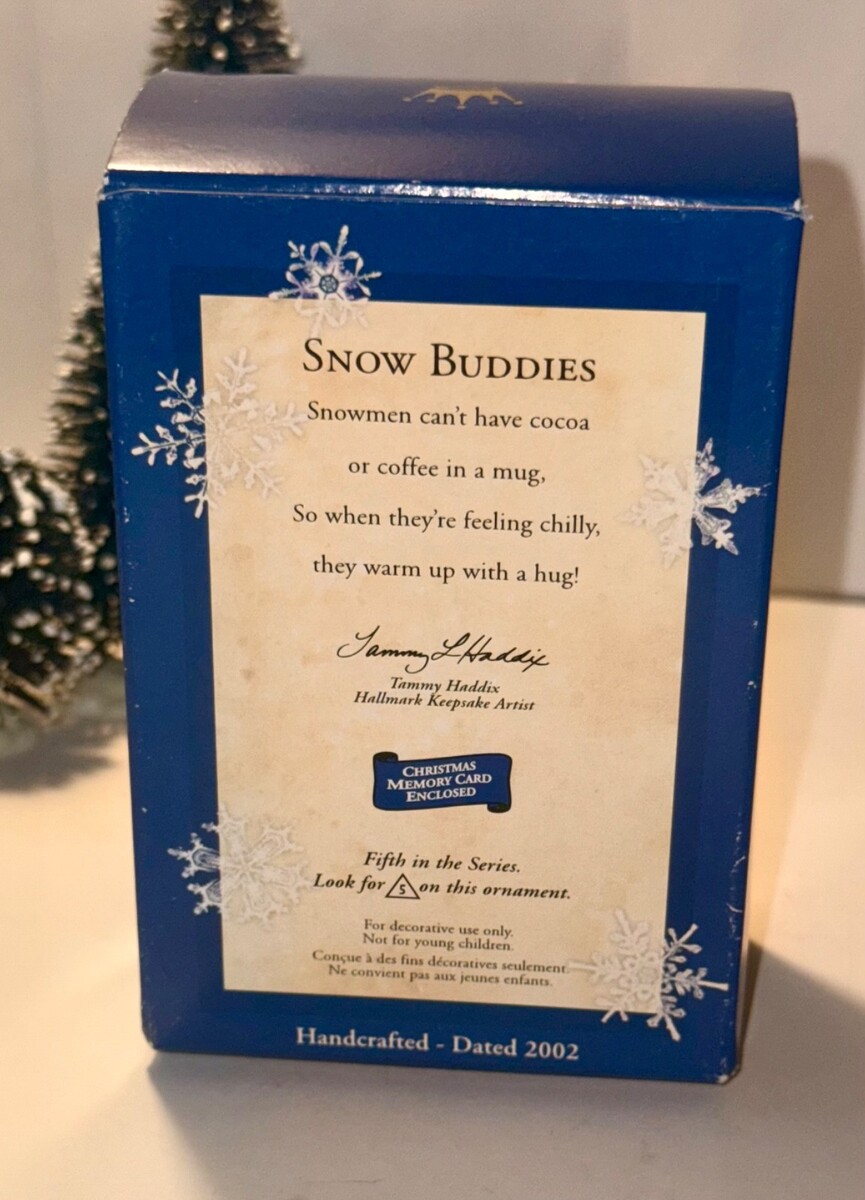 SNOW BUDDIES
Snowmen can't have cocoa
or coffee in a mug,
So when they're feeling chilly,
they warm up with a hug!
Tammy L Haddix
Tammy Haddix
Hallmark Keepsake Artist
CHRISTMAS
MEMORY CARD
ENCLOSED
Fifth in the Series.
Look for 5 on this ornament.
For decorative use only.
Not for young children.
Conçue à des fins décoratives seulement.
Ne convient pas aux jeunes enfants.
Handcrafted - Dated 2002